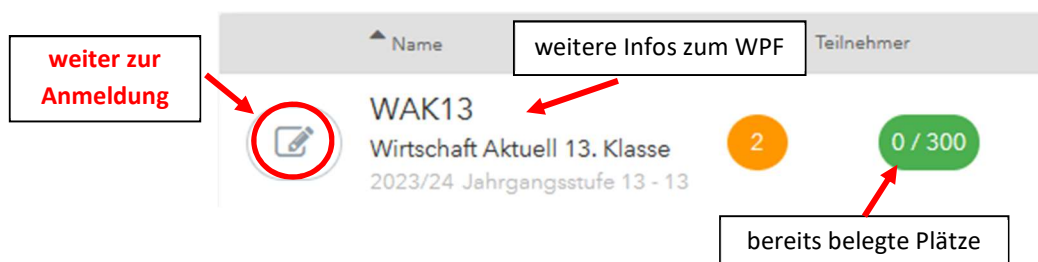 Name
weitere Infos zum WPF
Teilnehmer
weiter zur
Anmeldung
WAK13
Wirtschaft Aktuell 13. Klasse
2023/24 Jahrgangsstufe 13 - 13
2
0 / 300
bereits belegte Plätze